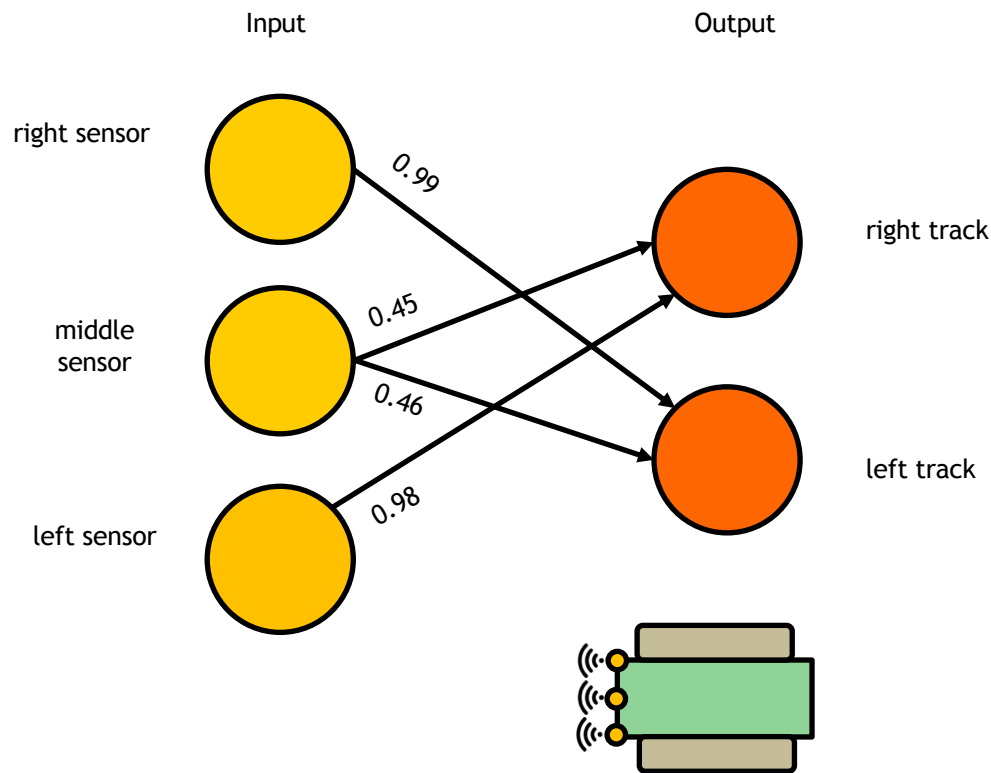 Input
Output
right sensor
0.99
right track
middle
sensor
0.45
0.46
left track
left sensor
0.98